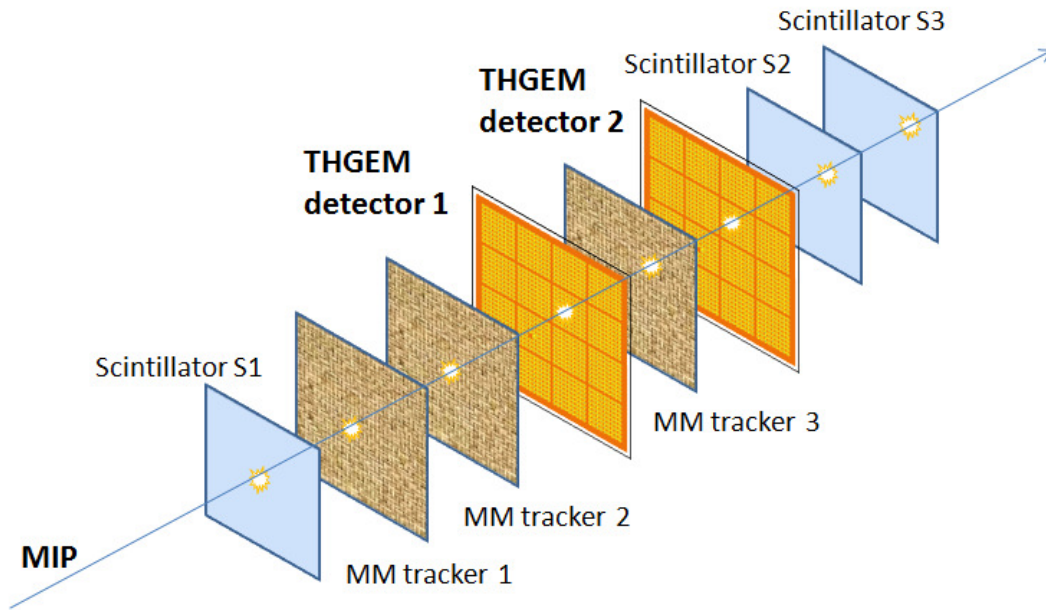 Scintillator S3
Scintillator S2
THGEM
detector 2
THGEM
detector 1
Scintillator S1
MM tracker 3
MM tracker 2
MIP
MM tracker 1